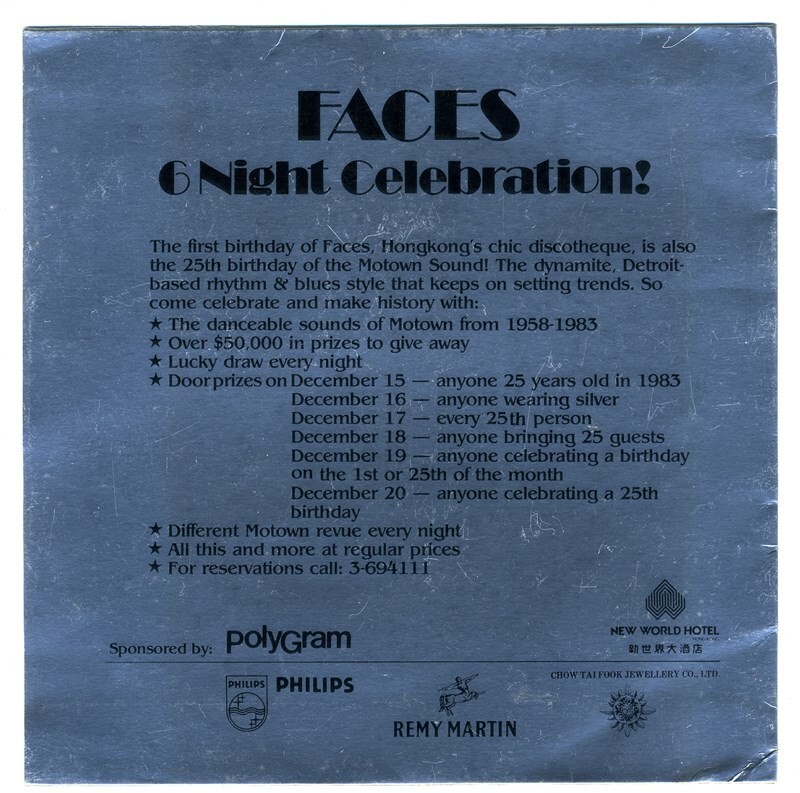 FACES
6 Night Celebration!
The first birthday of Faces, Hongkong's chic discotheque, is also
the 25th birthday of the Motown Sound! The dynamite, Detroit-
based rhythm & blues style that keeps on setting trends. So
come celebrate and make history with:
★ The danceable sounds of Motown from 1958-1983
★ Over $50,000 in prizes to give away
★ Lucky draw every night
★ Door prizes on December 15 — anyone 25 years old in 1983
December 16 — anyone wearing silver
December 17 — every 25th person
December 18 — anyone bringing 25 guests
December 19 — anyone celebrating a birthday
on the 1st or 25th of the month
December 20 — anyone celebrating a 25th
birthday
★ Different Motown revue every night
★ All this and more at regular prices
★ For reservations call: 3-694111
NEW WORLD HOTEL
HONG KONG
新世界大酒店
Sponsored by: PolyGram
PHILIPS
PHILIPS
REMY MARTIN
CHOW TAI FOOK JEWELLERY CO., LTD.